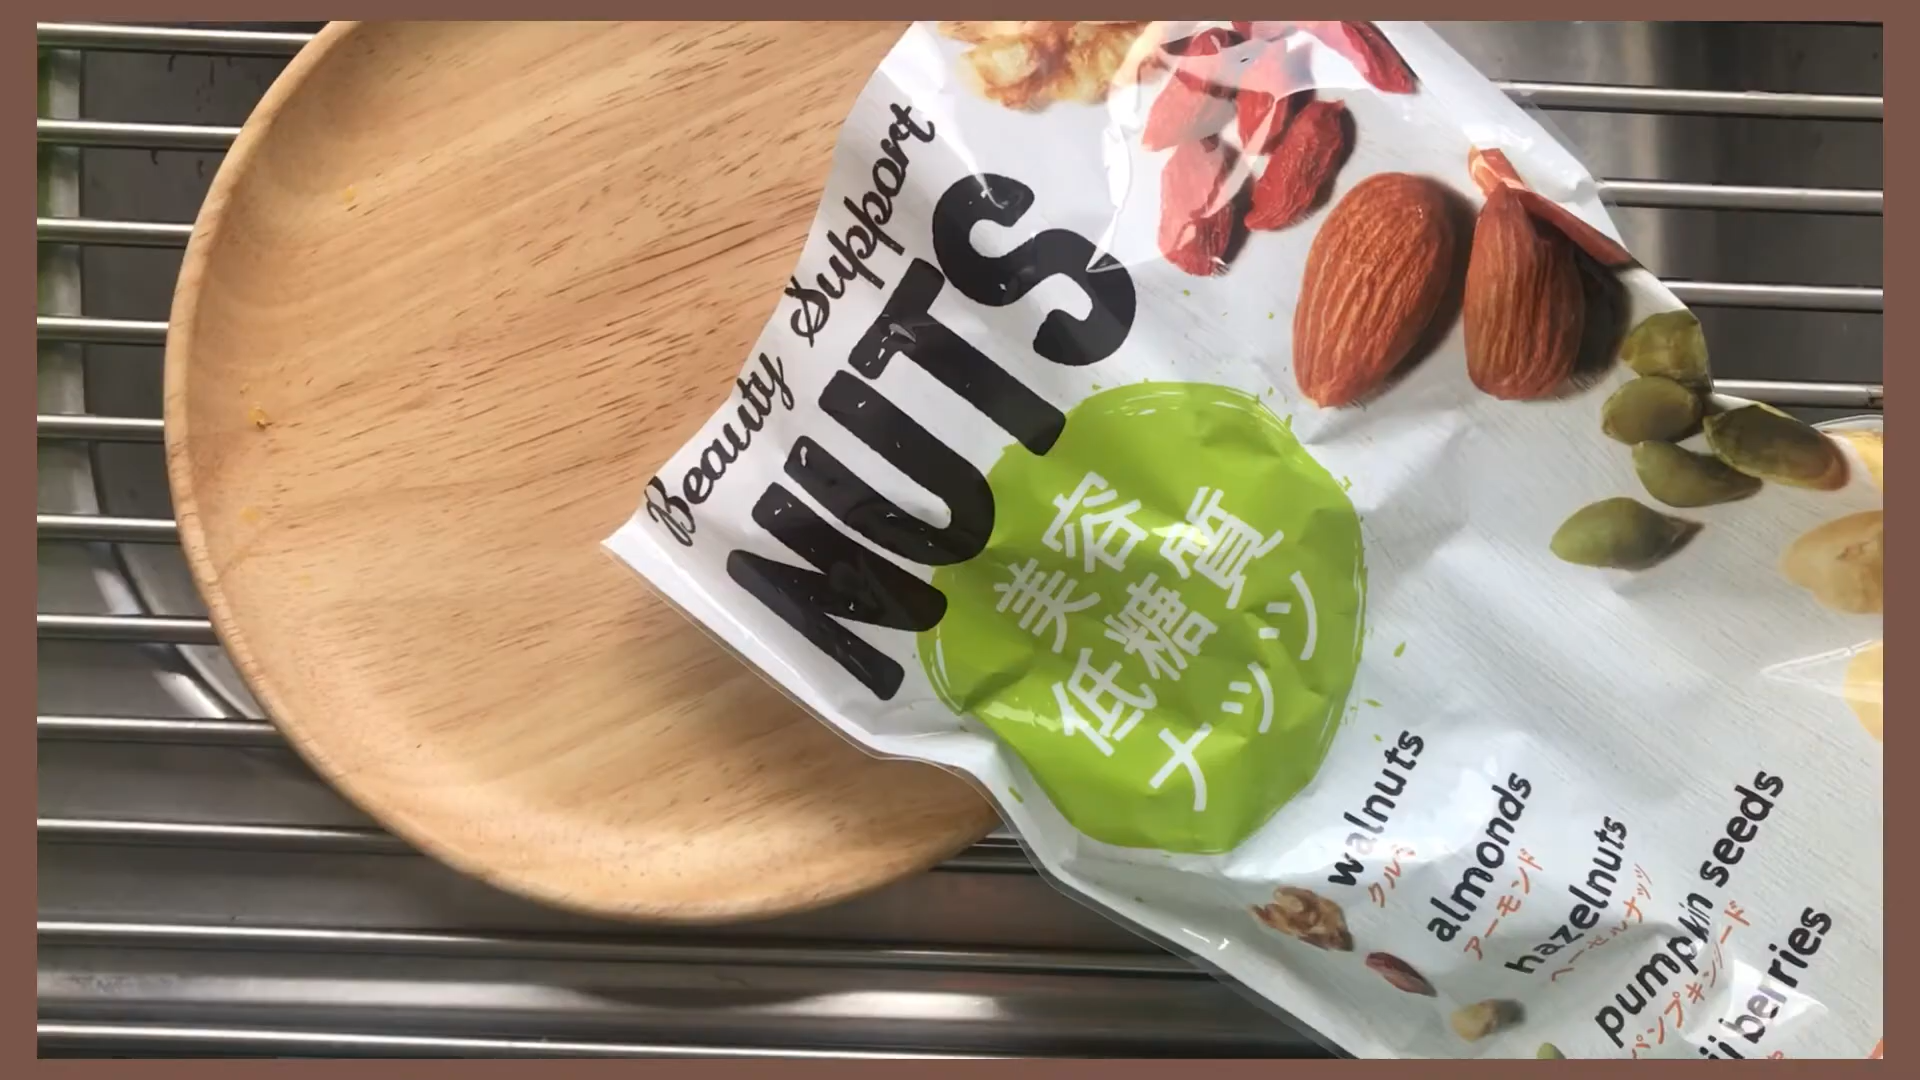 Beauty Support
NUTS
美容
低糖質
ナッツ
walnuts
クルミ
almonds
アーモンド
hazelnuts
ヘーゼルナッツ
pumpkin seeds
パンプキンシード
berries